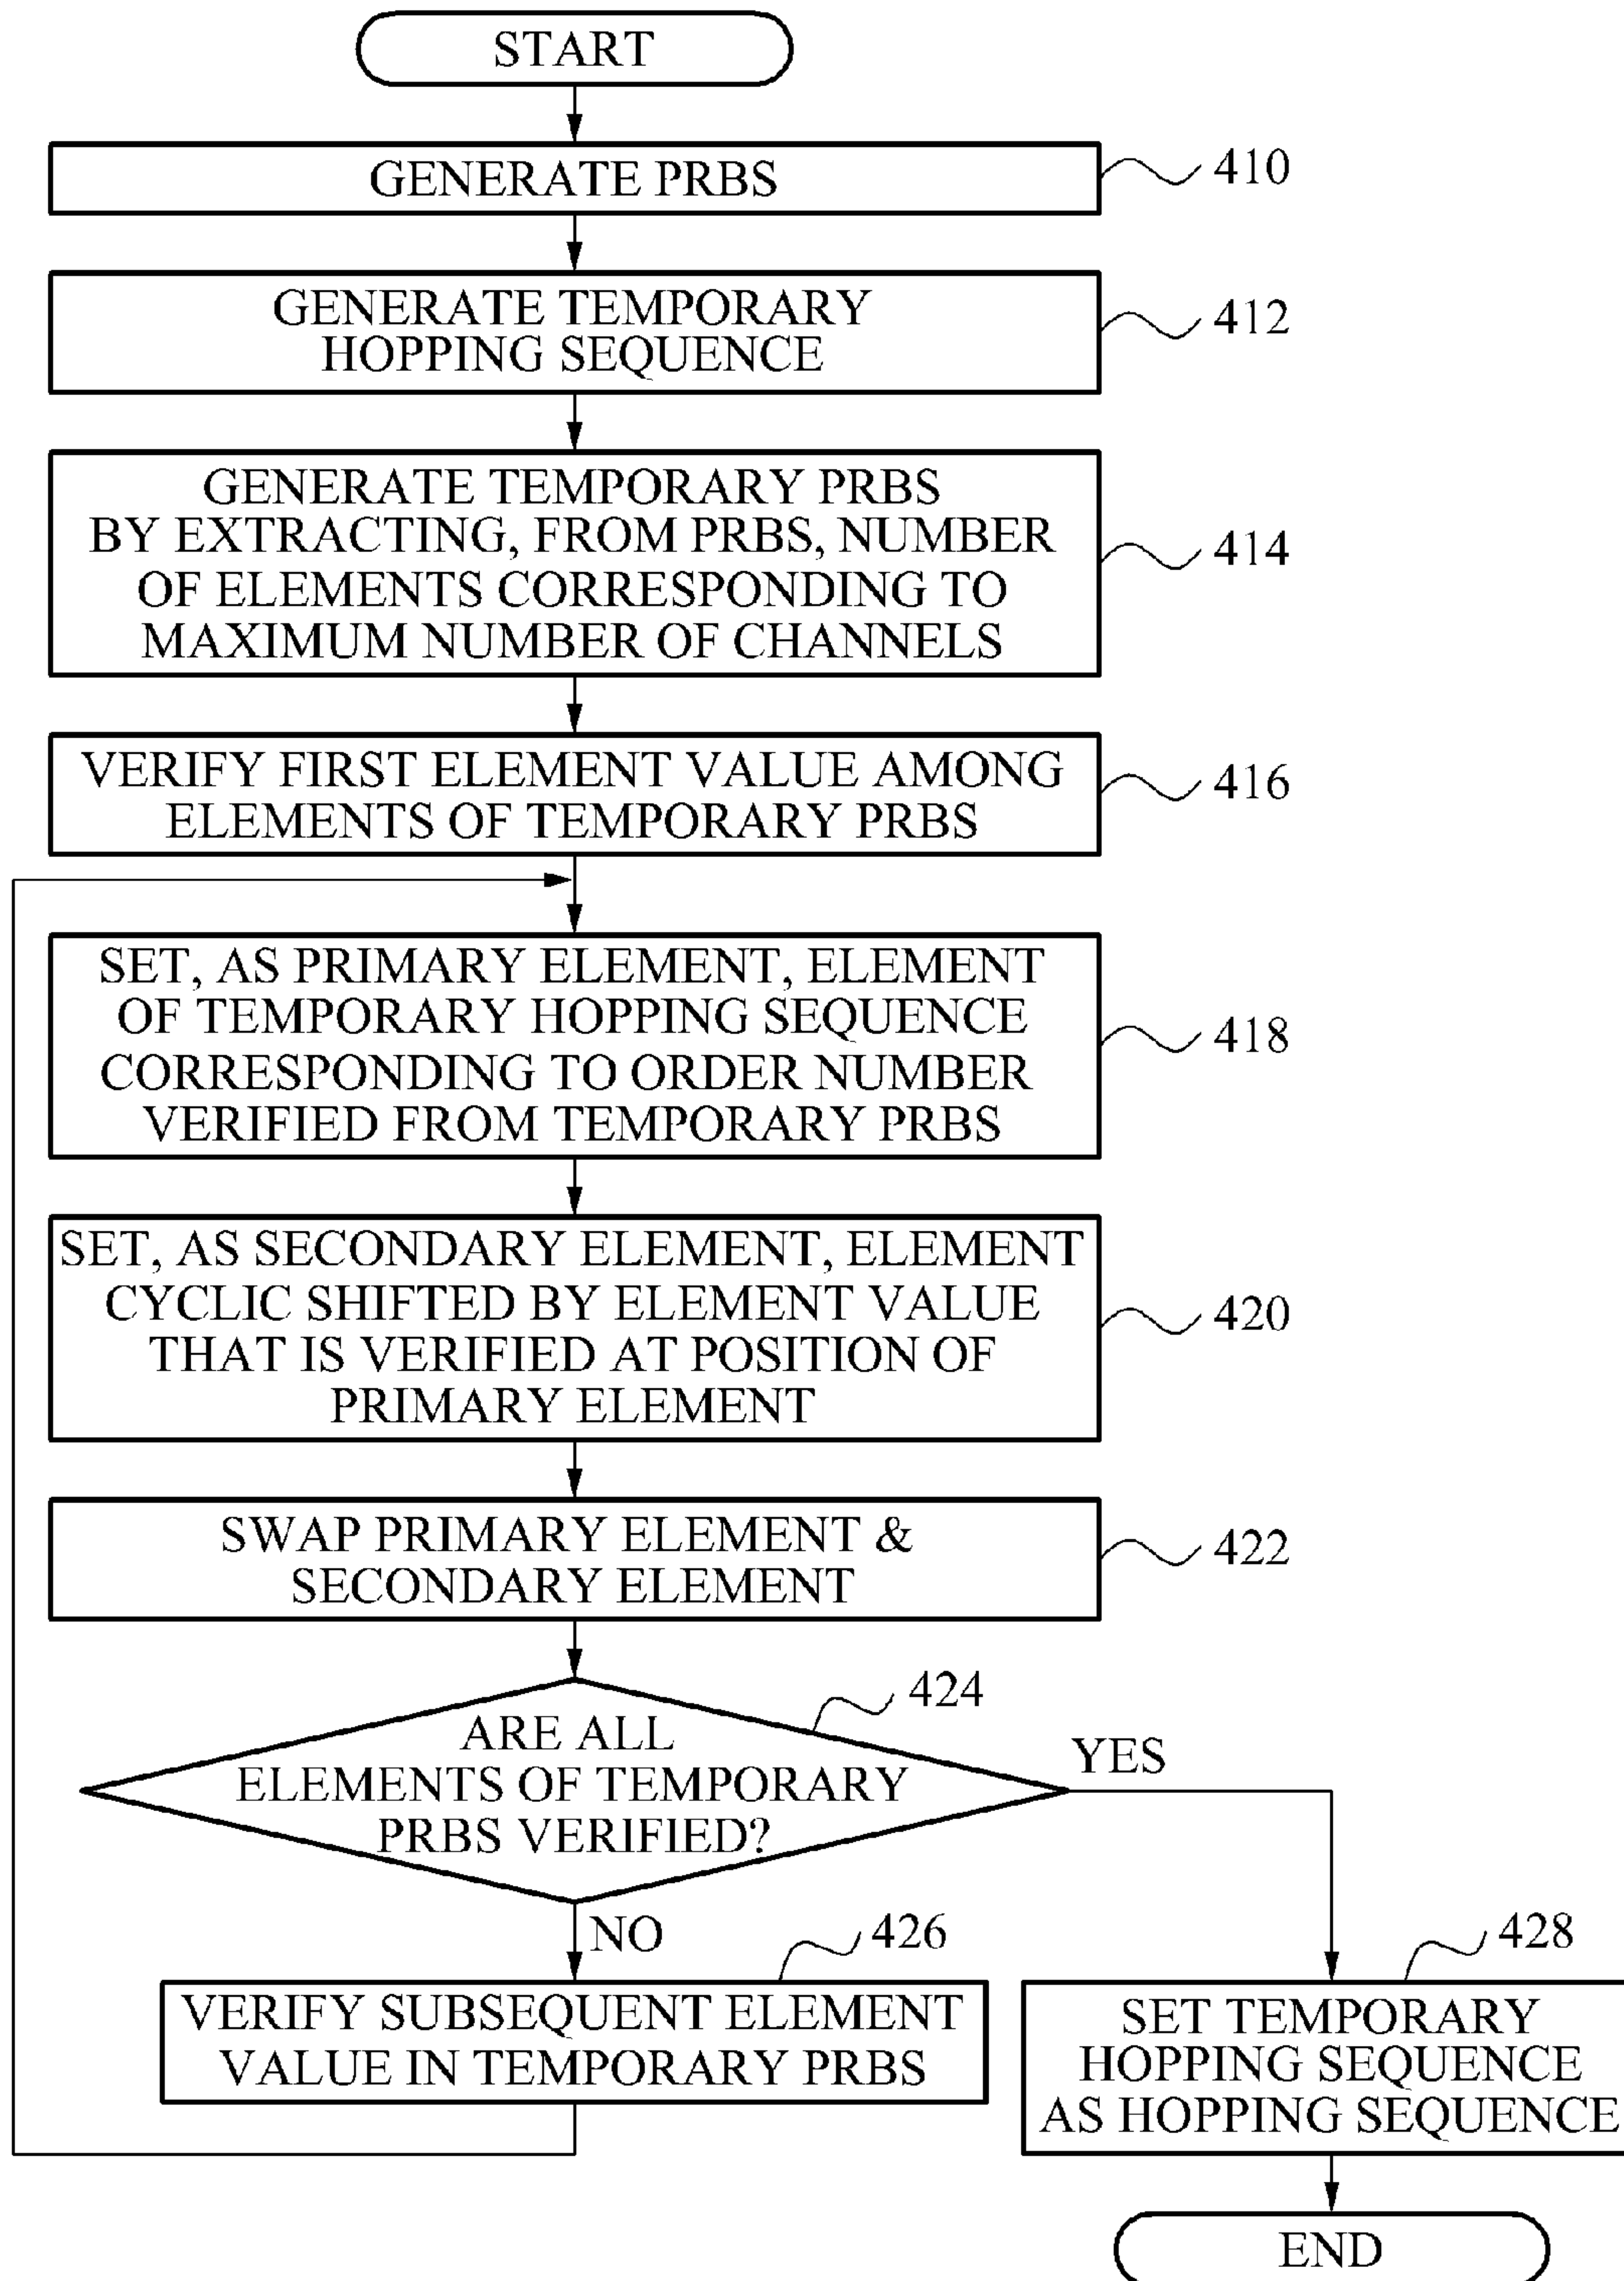 START
GENERATE PRBS
410
GENERATE TEMPORARY
HOPPING SEQUENCE
412
GENERATE TEMPORARY PRBS
BY EXTRACTING, FROM PRBS, NUMBER
OF ELEMENTS CORRESPONDING TO
MAXIMUM NUMBER OF CHANNELS
414
VERIFY FIRST ELEMENT VALUE AMONG
ELEMENTS OF TEMPORARY PRBS
416
SET, AS PRIMARY ELEMENT, ELEMENT
OF TEMPORARY HOPPING SEQUENCE
CORRESPONDING TO ORDER NUMBER
VERIFIED FROM TEMPORARY PRBS
418
SET, AS SECONDARY ELEMENT, ELEMENT
CYCLIC SHIFTED BY ELEMENT VALUE
THAT IS VERIFIED AT POSITION OF
PRIMARY ELEMENT
420
SWAP PRIMARY ELEMENT &
SECONDARY ELEMENT
422
424
ARE ALL
ELEMENTS OF TEMPORARY
PRBS VERIFIED?
YES
NO
426
VERIFY SUBSEQUENT ELEMENT
VALUE IN TEMPORARY PRBS
428
SET TEMPORARY
HOPPING SEQUENCE
AS HOPPING SEQUENCE
END